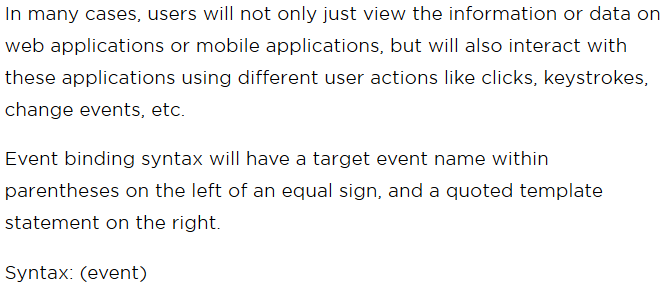 In many cases, users will not only just view the information or data on
web applications or mobile applications, but will also interact with
these applications using different user actions like clicks, keystrokes,
change events, etc.
Event binding syntax will have a target event name within
parentheses on the left of an equal sign, and a quoted template
statement on the right.
Syntax: (event)